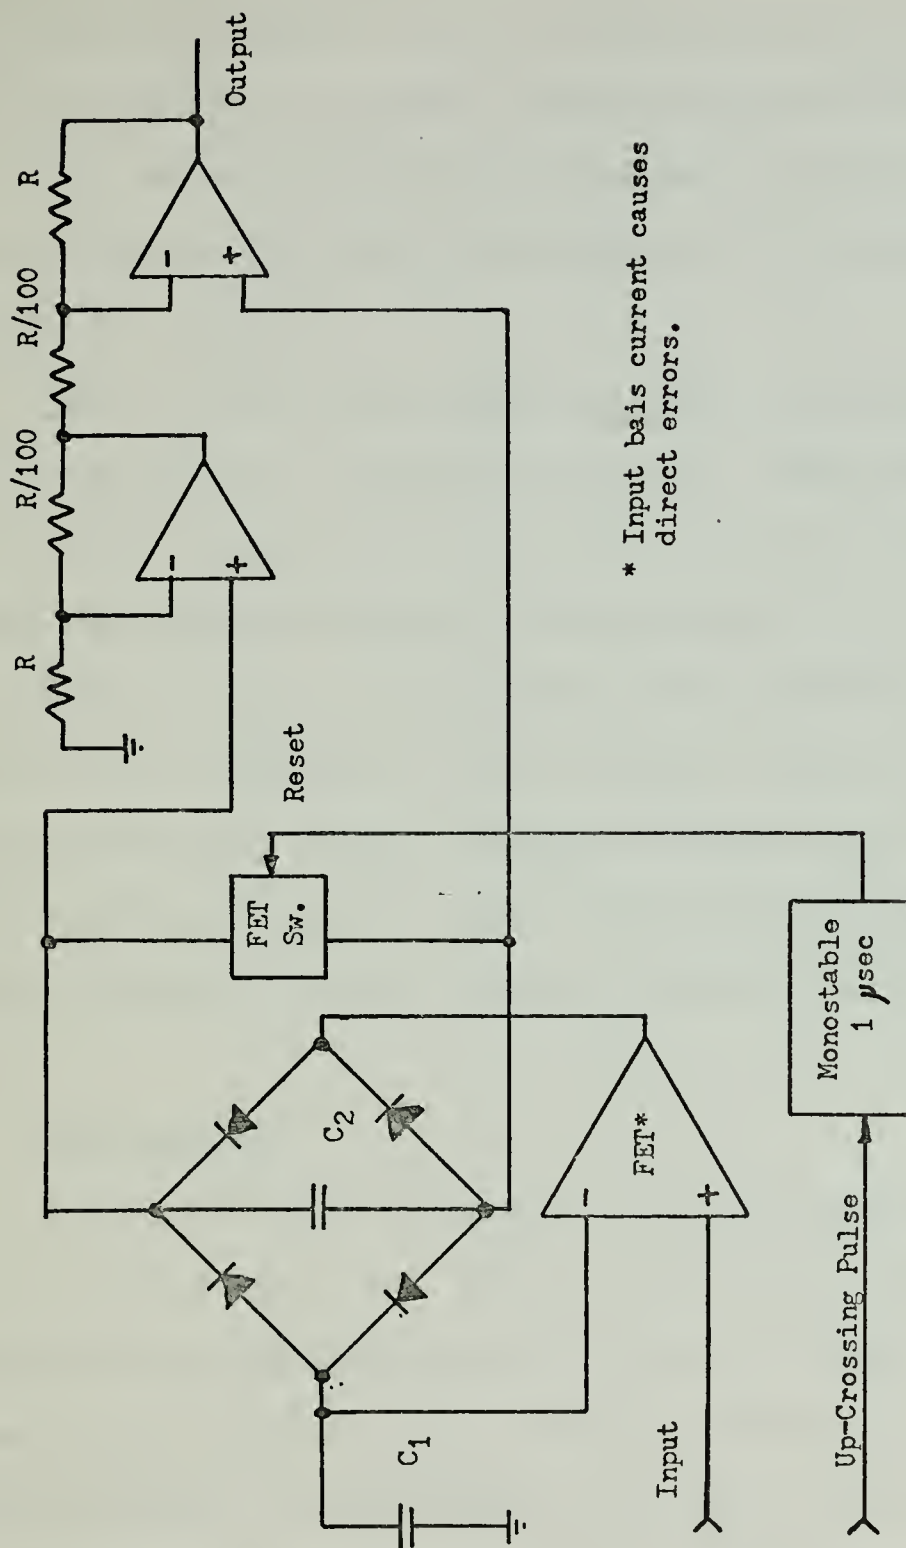 R
R/100
R/100
R
Output
-
+
-
+
Reset
FET
Sw.
C2
C1
FET*
-
+
Input
Up-Crossing Pulse
Monostable
1 μsec
* Input bais current causes
direct errors.